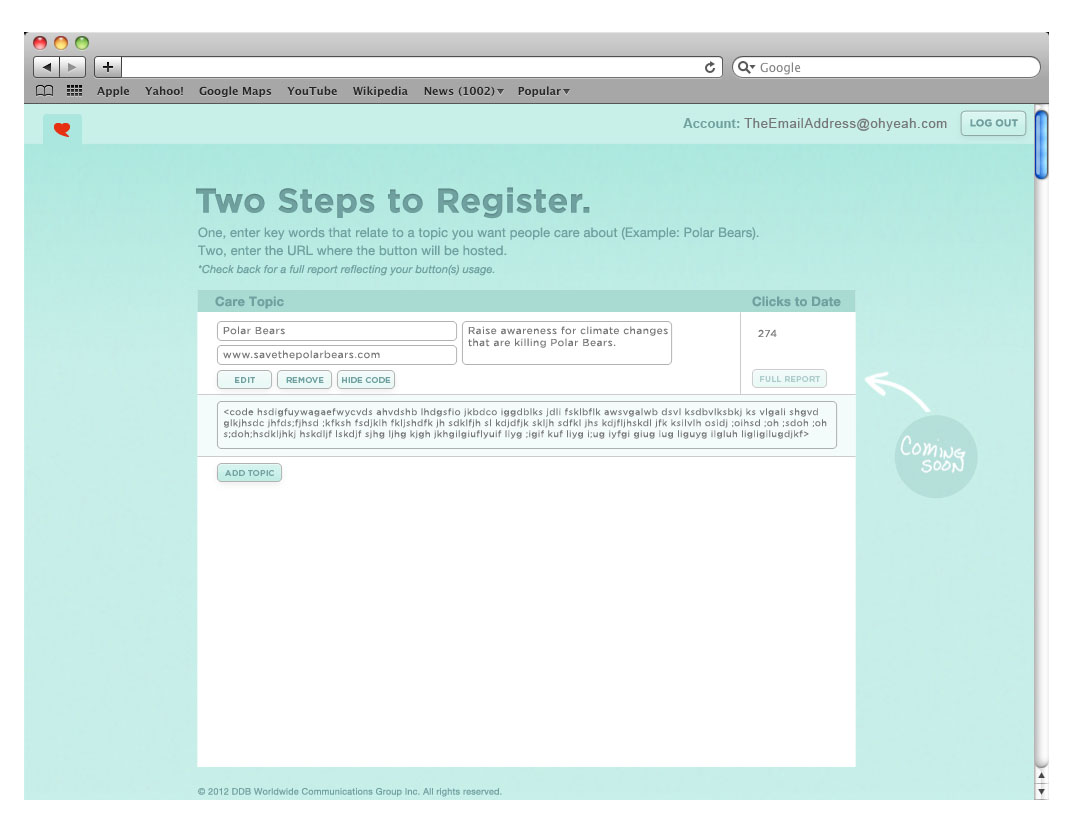 Google
Apple Yahoo! Google Maps YouTube Wikipedia News (1002) Popular
Account: TheEmailAddress@ohyeah.com LOG OUT
Two Steps to Register.
One, enter key words that relate to a topic you want people care about (Example: Polar Bears).
Two, enter the URL where the button will be hosted.
*Check back for a full report reflecting your button(s) usage.
Care Topic Clicks to Date
Polar Bears
Raise awareness for climate changes
that are killing Polar Bears.
274
www.savethepolarbears.com
EDIT REMOVE HIDE CODE FULL REPORT
<code hsdigfuywagaefwycvds ahvdshb lhdgsfio jkbdco iggdblks jdli fsklbflk awsvgalwb dsvl ksdbvlksbkj ks vlgali shgvd
glkjhsdc jhfds;fjhsd ;kfksh fsdjklh fkljshdfk jh sdklfjh sl kdjdfjk skljh sdfkl jhs kdjfljhskdl jfk ksllvlh osidj ;oihsd ;oh ;sdoh ;oh
s;doh;hsdkljhkj hskdljf lskdjf sjhg ljhg kjgh jkhgilgiuflyuif liyg ;igif kuf liyg l;ug iyfgi giug iug liguyg ilgluh ligligilugdjkf>
Coming
SOON
ADD TOPIC
© 2012 DDB Worldwide Communications Group Inc. All rights reserved.